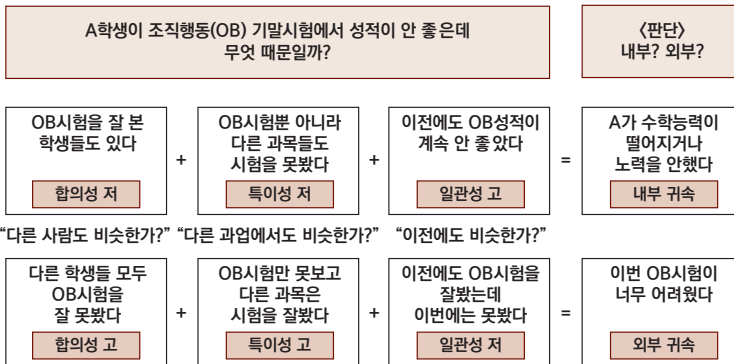 A학생이 조직행동(OB) 기말시험에서 성적이 안 좋은데
무엇 때문일까?
〈판단〉
내부? 외부?
OB시험을 잘 본
학생들도 있다
합의성 저
+
OB시험뿐 아니라
다른 과목들도
시험을 못봤다
특이성 저
+
이전에도 OB성적이
계속 안 좋았다
일관성 고
=
A가 수학능력이
떨어지거나
노력을 안했다
내부 귀속
“다른 사람도 비슷한가?” “다른 과업에서도 비슷한가?” “이전에도 비슷한가?”
다른 학생들 모두
OB시험을
잘 못봤다
합의성 고
+
OB시험만 못보고
다른 과목은
시험을 잘봤다
특이성 고
+
이전에도 OB시험을
잘봤는데
이번에는 못봤다
일관성 저
=
이번 OB시험이
너무 어려웠다
외부 귀속